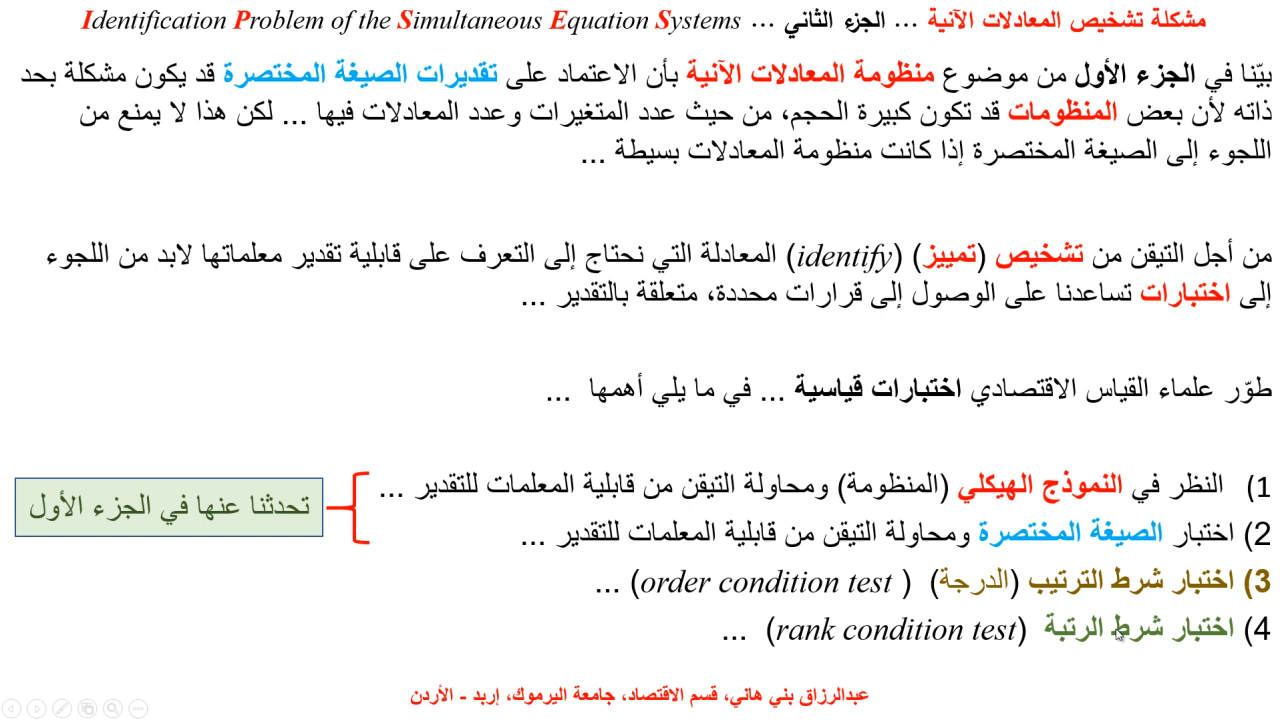 مشكلة تشخيص المعادلات الآنية ... الجزء الثاني ... Identification Problem of the Simultaneous Equation Systems
بيّنا في الجزء الأول من موضوع منظومة المعادلات الآنية بأن الاعتماد على تقديرات الصيغة المختصرة قد يكون مشكلة بحد
ذاته لأن بعض المنظومات قد تكون كبيرة الحجم، من حيث عدد المتغيرات وعدد المعادلات فيها ... لكن هذا لا يمنع من
اللجوء إلى الصيغة المختصرة إذا كانت منظومة المعادلات بسيطة ...
من أجل التيقن من تشخيص (تمييز) (identify) المعادلة التي نحتاج إلى التعرف على قابلية تقدير معلماتها لابد من اللجوء
إلى اختبارات تساعدنا على الوصول إلى قرارات محددة، متعلقة بالتقدير ...
طوّر علماء القياس الاقتصادي اختبارات قياسية ... في ما يلي أهمها ...
1) النظر في النموذج الهيكلي (المنظومة) ومحاولة التيقن من قابلية المعلمات للتقدير ...
2) اختبار الصيغة المختصرة ومحاولة التيقن من قابلية المعلمات للتقدير ...
تحدثنا عنها في الجزء الأول
3) اختبار شرط الترتيب (الدرجة) (order condition test ) ...
4) اختبار شرط الرتبة (rank condition test) ...
عبدالرزاق بني هاني، قسم الاقتصاد، جامعة اليرموك، إربد - الأردن